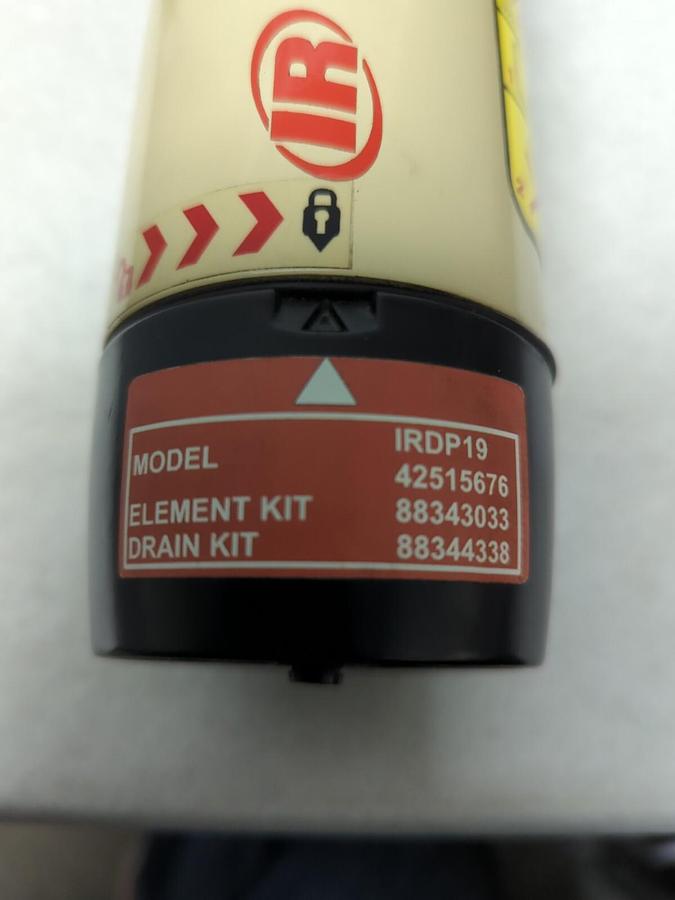 IR
MODEL IRDP19
42515676
ELEMENT KIT 88343033
DRAIN KIT 88344338